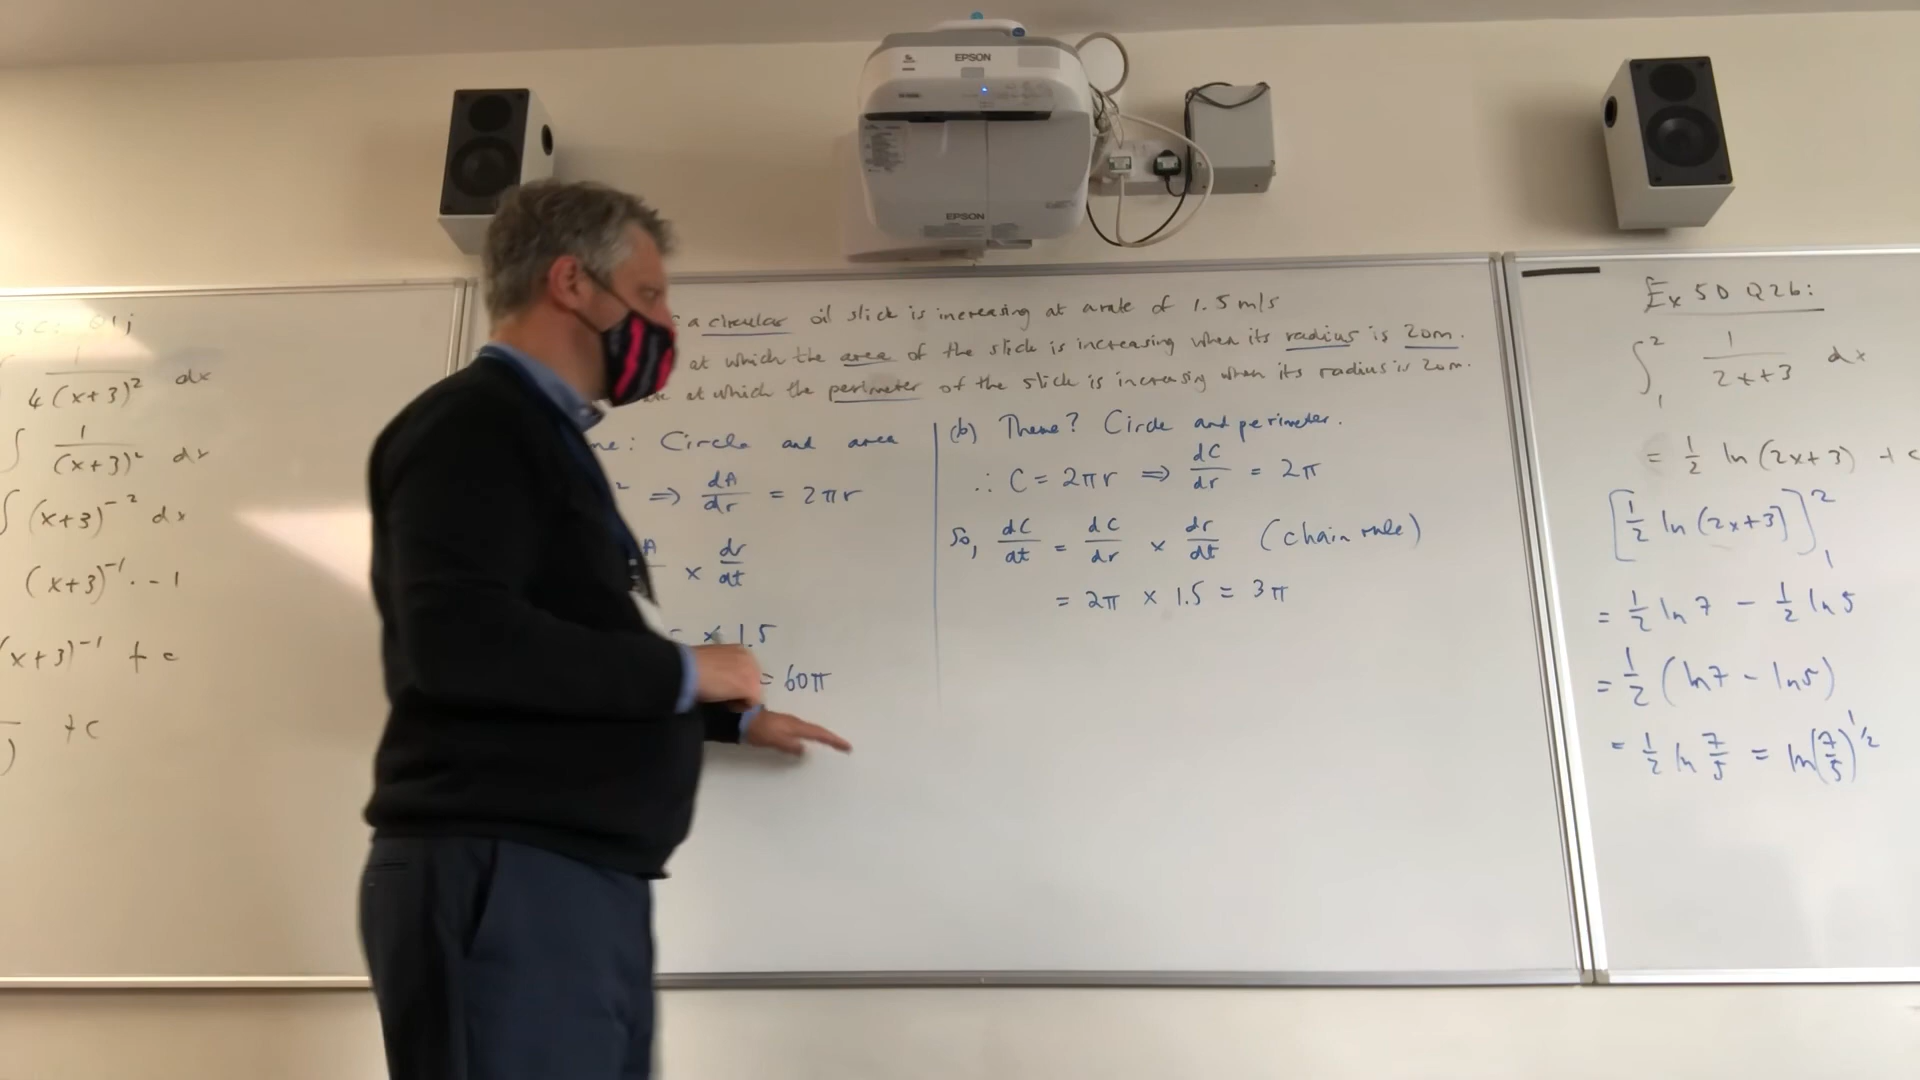 EPSON
EPSON
5C: Q1j
1/4(x+3)² dx
∫ 1/(x+3)² dx
∫ (x+3)⁻² dx
(x+3)⁻¹ · -1
(x+3)⁻¹ + c
+ c
a circular oil slick is increasing at a rate of 1.5 m/s
at which the area of the slick is increasing when its radius is 20m.
at which the perimeter of the slick is increasing when its radius is 20m.
Circle and area
² ⇒ dA/dr = 2πr
× dr/dt
× 1.5
= 60π
(b) Theme? Circle and perimeter.
∴ C = 2πr ⇒ dC/dr = 2π
So, dC/dt = dC/dr × dr/dt (chain rule)
= 2π × 1.5 = 3π
Ex 5D Q2b:
∫₁² 1/2x+3 dx
= 1/2 ln (2x+3) + c
[1/2 ln (2x+3)]₁²
= 1/2 ln 7 - 1/2 ln 5
= 1/2 (ln7 - ln5)
= 1/2 ln 7/5 = ln(7/5)^1/2